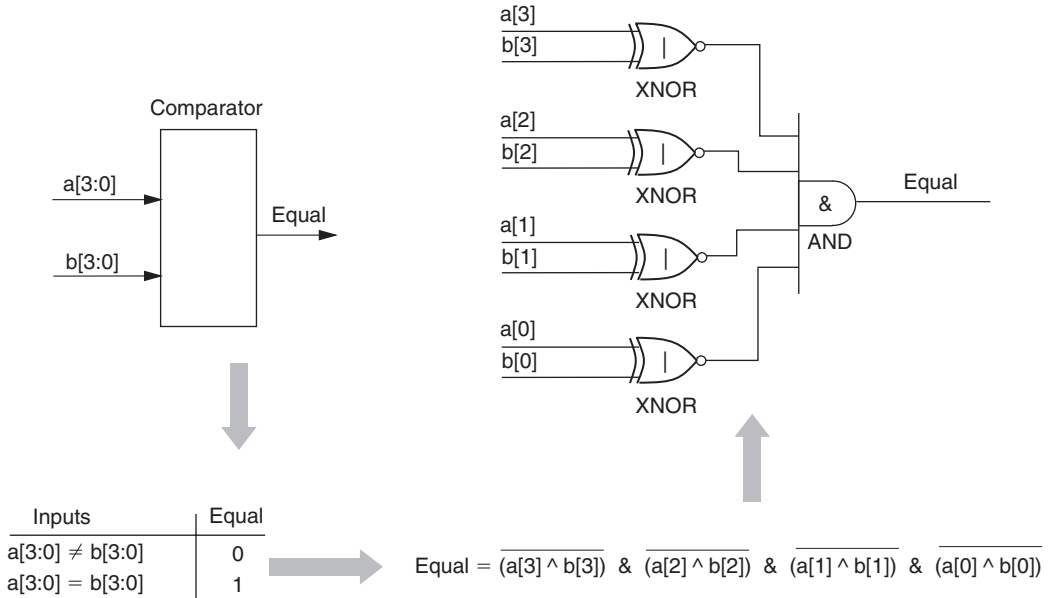 Comparator
a[3:0]
b[3:0]
Equal
a[3]
b[3]
|
XNOR
a[2]
b[2]
|
XNOR
a[1]
b[1]
|
XNOR
a[0]
b[0]
|
XNOR
&
AND
Equal
Inputs Equal
a[3:0] ≠ b[3:0] 0
a[3:0] = b[3:0] 1
Equal = (a[3] ^ b[3]) & (a[2] ^ b[2]) & (a[1] ^ b[1]) & (a[0] ^ b[0])